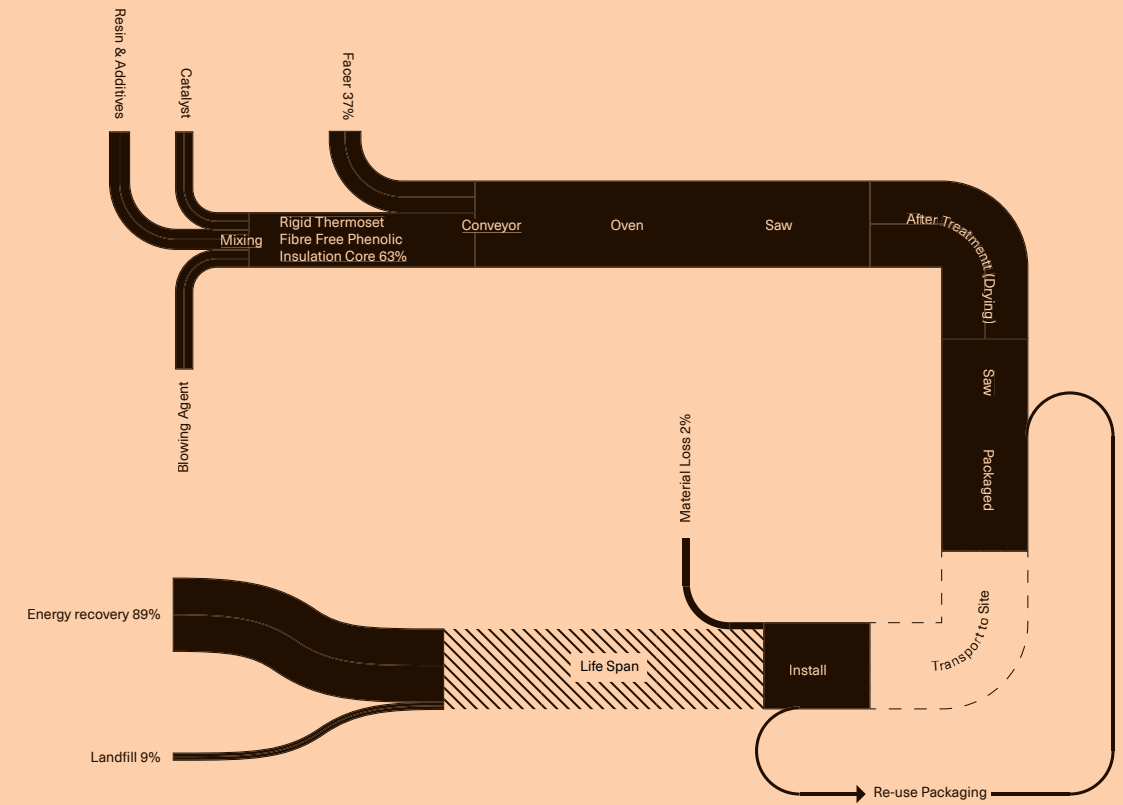 Resin & Additives
Catalyst
Facer 37%
Mixing
Rigid Thermoset
Fibre Free Phenolic
Insulation Core 63%
Conveyor
Oven
Saw
After Treatmentt (Drying)
Blowing Agent
Saw
Packaged
Transport to Site
Material Loss 2%
Install
Life Span
Energy recovery 89%
Landfill 9%
Re-use Packaging